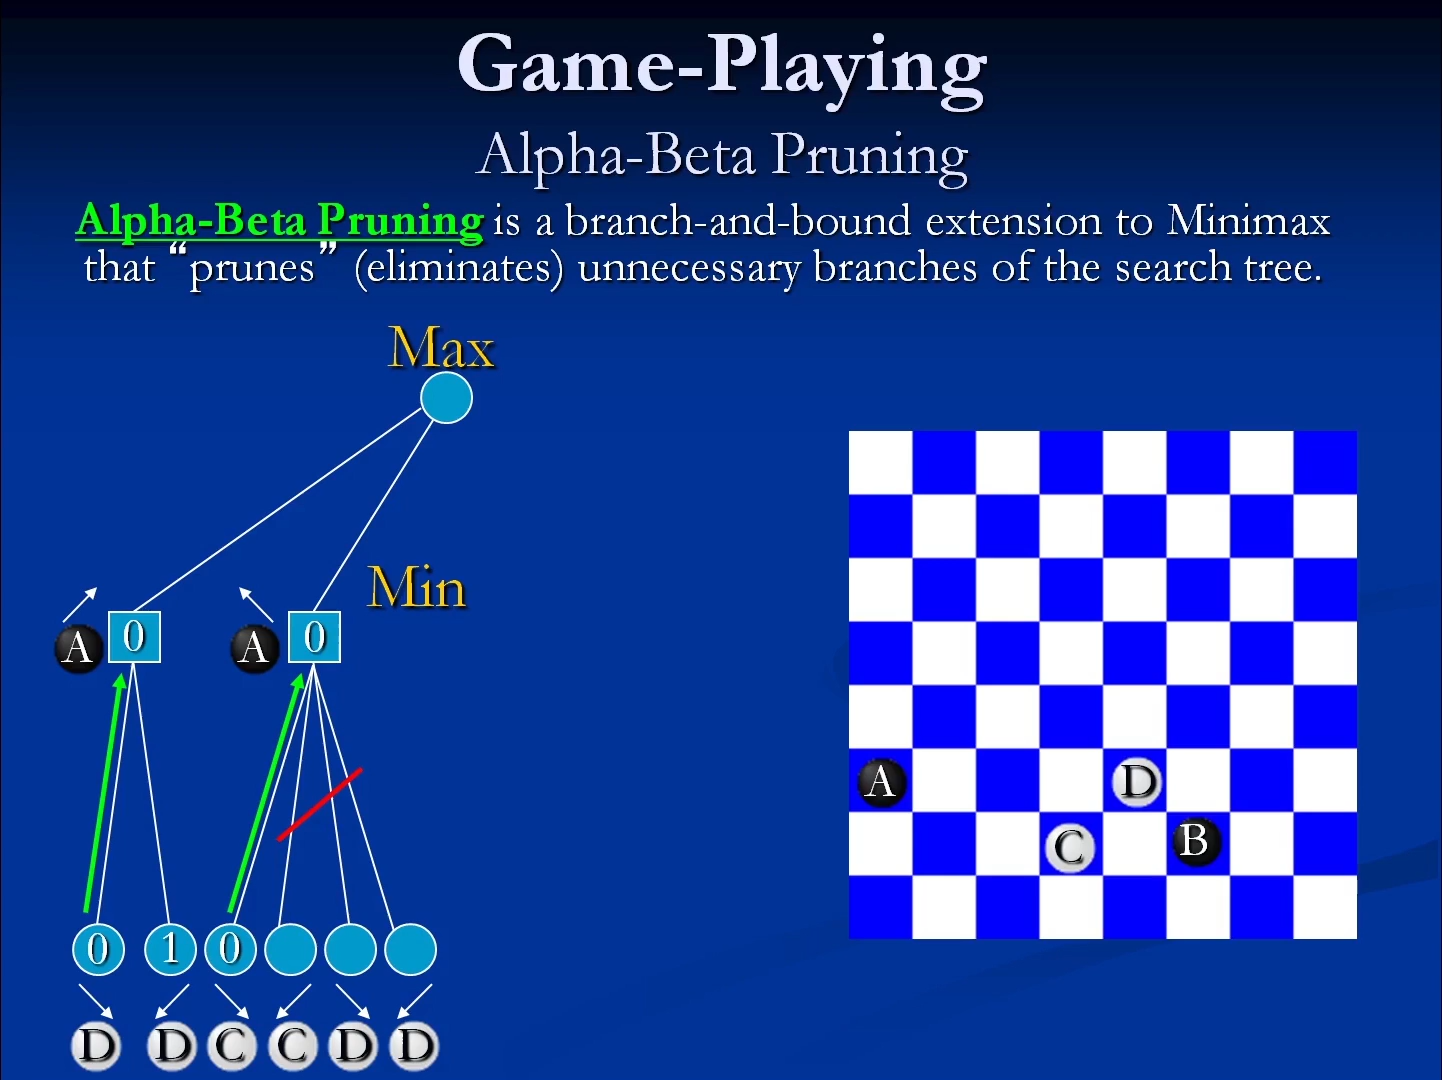 Game-Playing
Alpha-Beta Pruning
Alpha-Beta Pruning is a branch-and-bound extension to Minimax
that “prunes” (eliminates) unnecessary branches of the search tree.
Max
Min
A 0 A 0
A D
C B
0 1 0
D D C C D D